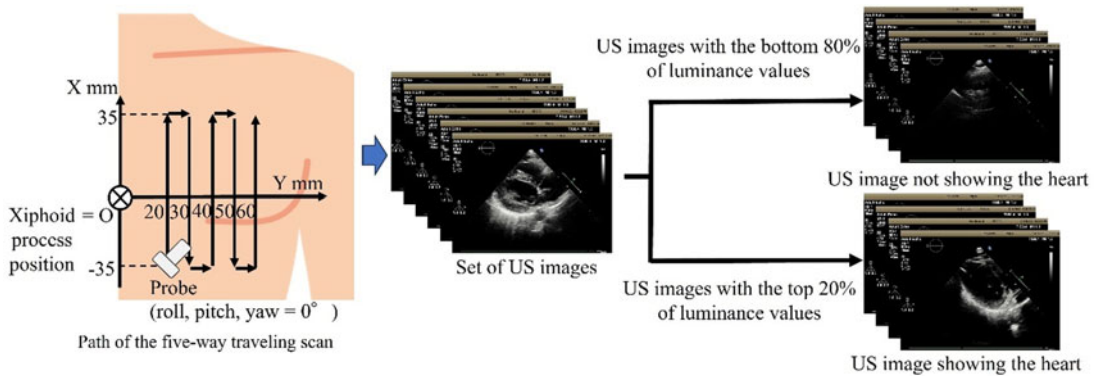 X mm
35
Y mm
20 30 40 50 60
Xiphoid = O
process
position
-35
Probe
(roll, pitch, yaw = 0° )
Path of the five-way traveling scan
Set of US images
US images with the bottom 80%
of luminance values
US image not showing the heart
US images with the top 20%
of luminance values
US image showing the heart